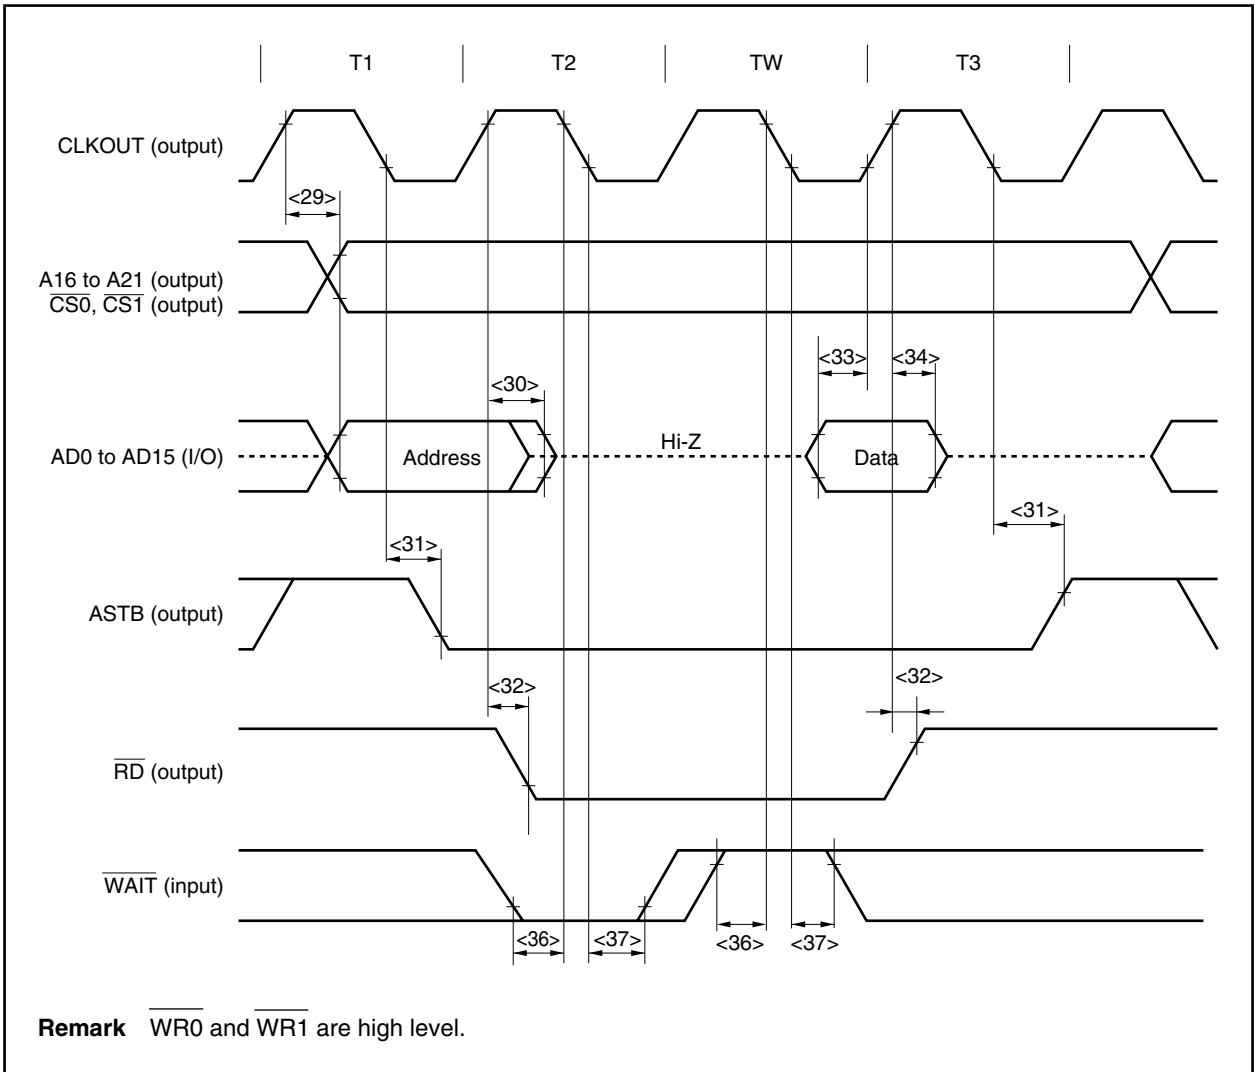 T1 T2 TW T3
CLKOUT (output)
<29>
A16 to A21 (output)
CS0, CS1 (output)
<33> <34>
<30>
AD0 to AD15 (I/O) Address Hi-Z Data
<31>
<31>
ASTB (output)
<32>
<32>
RD (output)
WAIT (input)
<36> <37> <36> <37>
Remark WR0 and WR1 are high level.